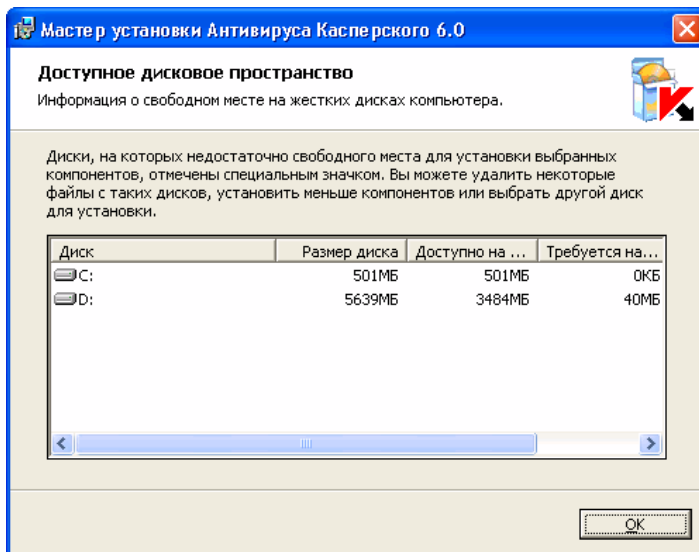 Мастер установки Антивируса Касперского 6.0
Доступное дисковое пространство
Информация о свободном месте на жестких дисках компьютера.
Диски, на которых недостаточно свободного места для установки выбранных
компонентов, отмечены специальным значком. Вы можете удалить некоторые
файлы с таких дисков, установить меньше компонентов или выбрать другой диск
для установки.
Диск Размер диска Доступно на ... Требуется на...
C: 501МБ 501МБ 0КБ
D: 5639МБ 3484МБ 40МБ
OK